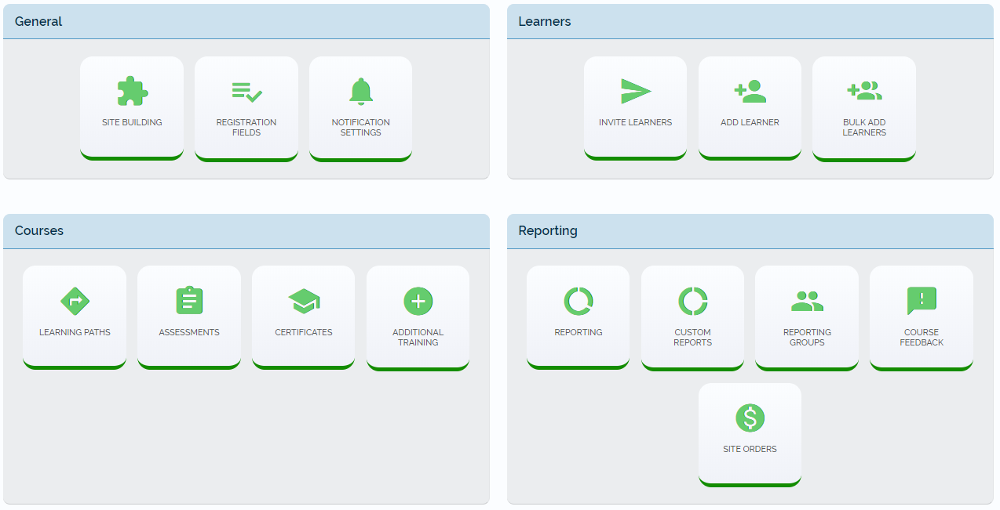 General
SITE BUILDING
REGISTRATION
FIELDS
NOTIFICATION
SETTINGS
Learners
INVITE LEARNERS
ADD LEARNER
BULK ADD
LEARNERS
Courses
LEARNING PATHS
ASSESSMENTS
CERTIFICATES
ADDITIONAL
TRAINING
Reporting
REPORTING
CUSTOM
REPORTS
REPORTING
GROUPS
COURSE
FEEDBACK
SITE ORDERS